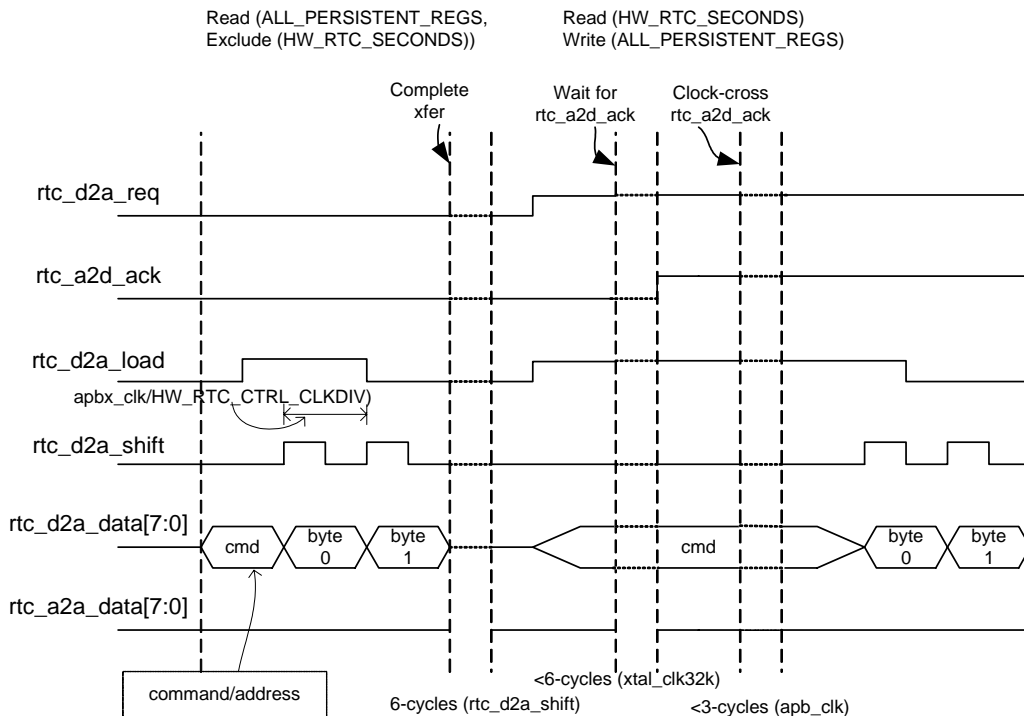 Read (ALL_PERSISTENT_REGS,
Exclude (HW_RTC_SECONDS))
Read (HW_RTC_SECONDS)
Write (ALL_PERSISTENT_REGS)
Complete
xfer
Wait for
rtc_a2d_ack
Clock-cross
rtc_a2d_ack
rtc_d2a_req
rtc_a2d_ack
rtc_d2a_load
apbx_clk/HW_RTC_CTRL_CLKDIV)
rtc_d2a_shift
rtc_d2a_data[7:0]
cmd
byte
0
byte
1
cmd
byte
0
byte
1
rtc_a2a_data[7:0]
command/address
6-cycles (rtc_d2a_shift)
<6-cycles (xtal_clk32k)
<3-cycles (apb_clk)